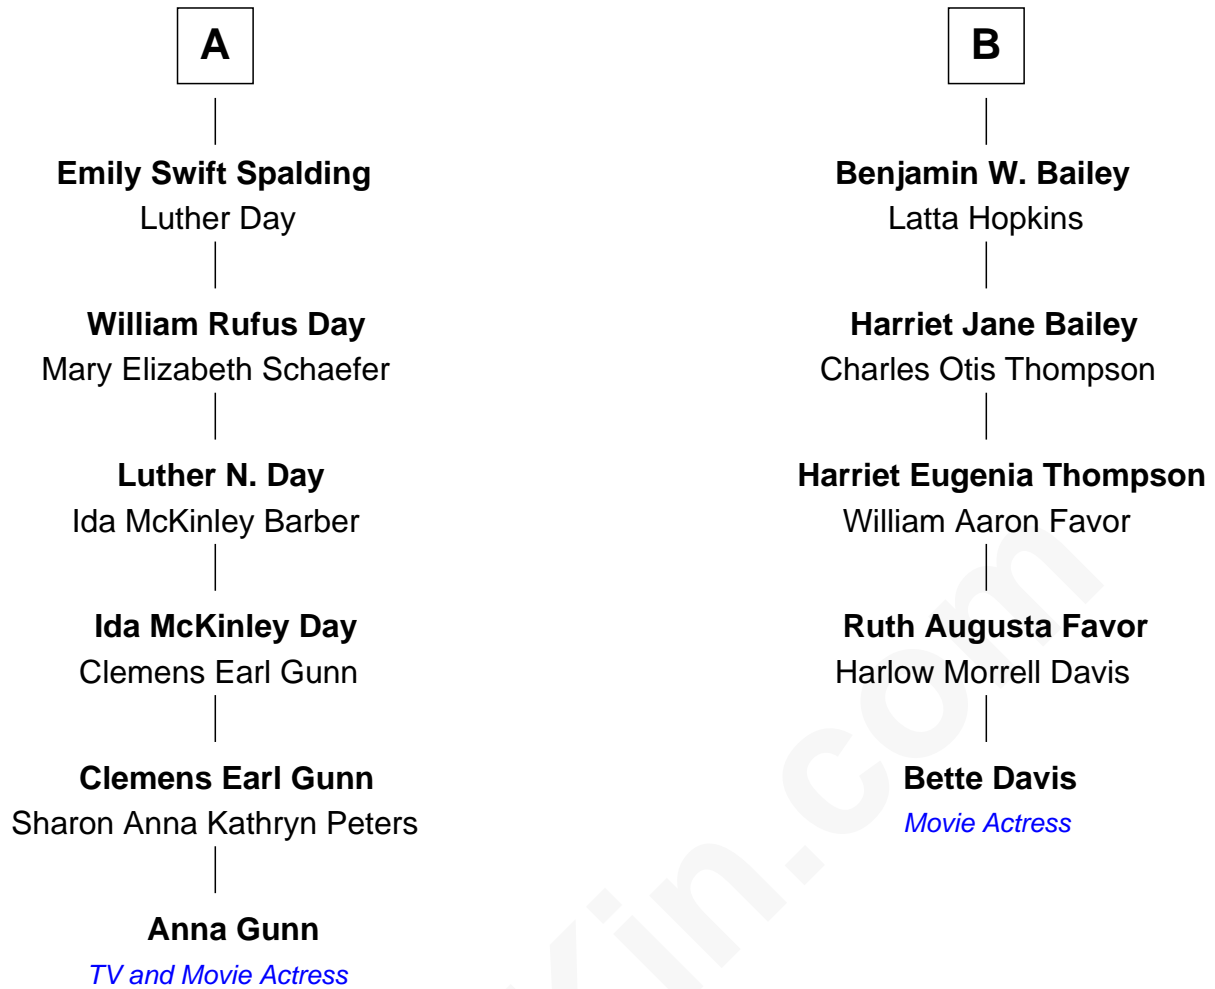 A
Emily Swift Spalding
Luther Day
William Rufus Day
Mary Elizabeth Schaefer
Luther N. Day
Ida McKinley Barber
Ida McKinley Day
Clemens Earl Gunn
Clemens Earl Gunn
Sharon Anna Kathryn Peters
Anna Gunn
TV and Movie Actress
B
Benjamin W. Bailey
Latta Hopkins
Harriet Jane Bailey
Charles Otis Thompson
Harriet Eugenia Thompson
William Aaron Favor
Ruth Augusta Favor
Harlow Morrell Davis
Bette Davis
Movie Actress
Kin.com